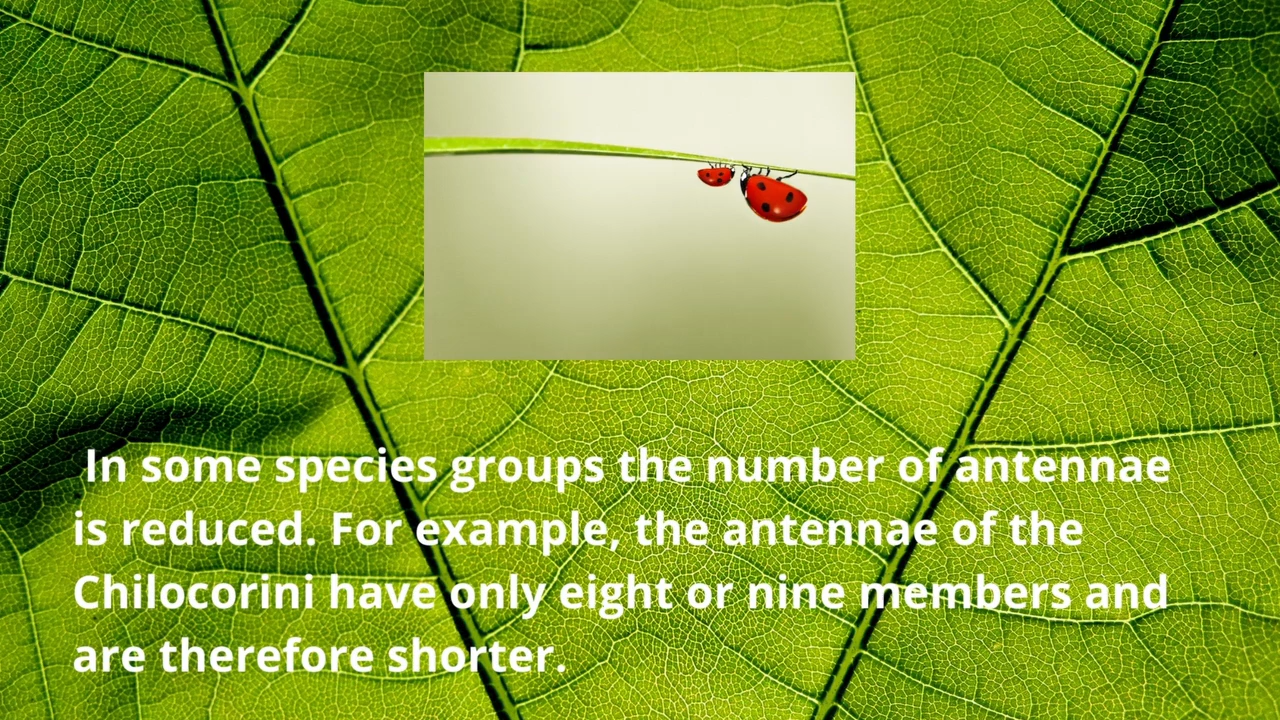 In some species groups the number of antennae
is reduced. For example, the antennae of the
Chilocorini have only eight or nine members and
are therefore shorter.